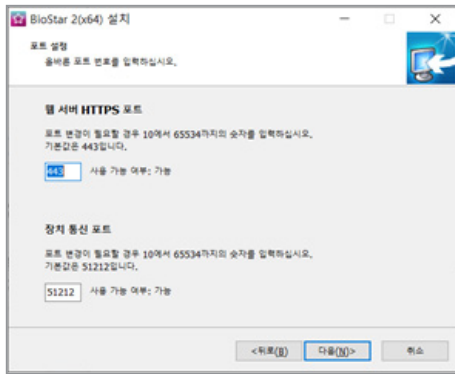 BioStar 2(x64) 설치
포트 설정
올바른 포트 번호를 입력하십시오.
웹 서버 HTTPS 포트
포트 변경이 필요할 경우 10에서 65534까지의 숫자를 입력하십시오.
기본값은 443입니다.
443 사용 가능 여부: 가능
장치 통신 포트
포트 변경이 필요할 경우 10에서 65534까지의 숫자를 입력하십시오.
기본값은 51212입니다.
51212 사용 가능 여부: 가능
<뒤로(B) 다음(N)> 취소